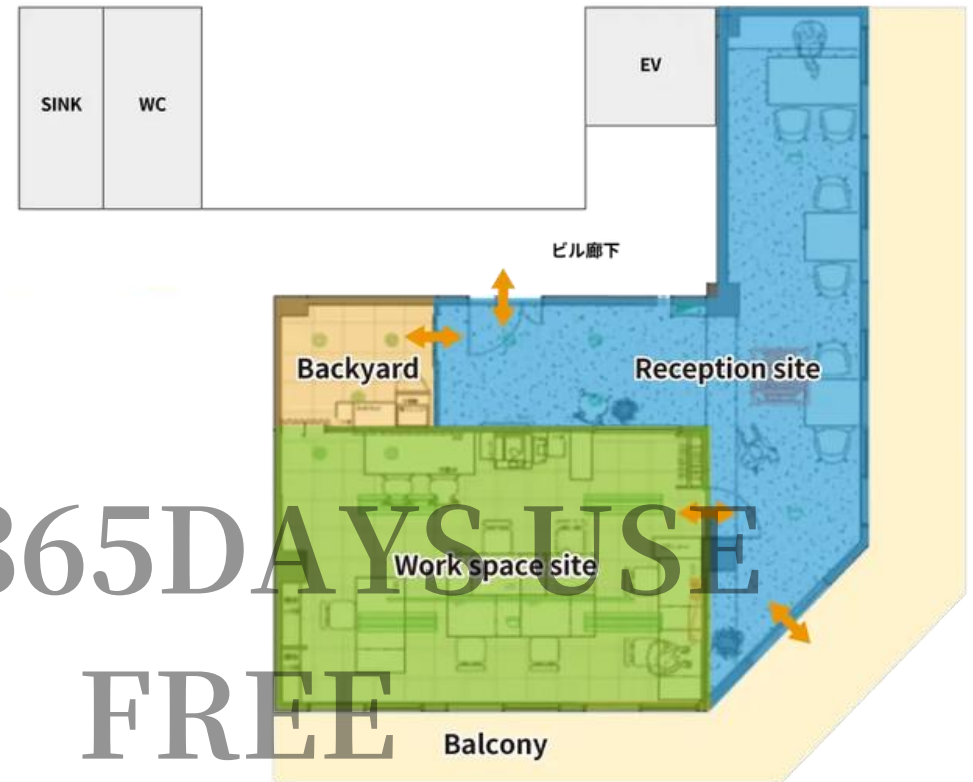 EV
SINK
WC
ビル廊下
Backyard
Reception site
365DAYS USE
Work space site
FREE
Balcony